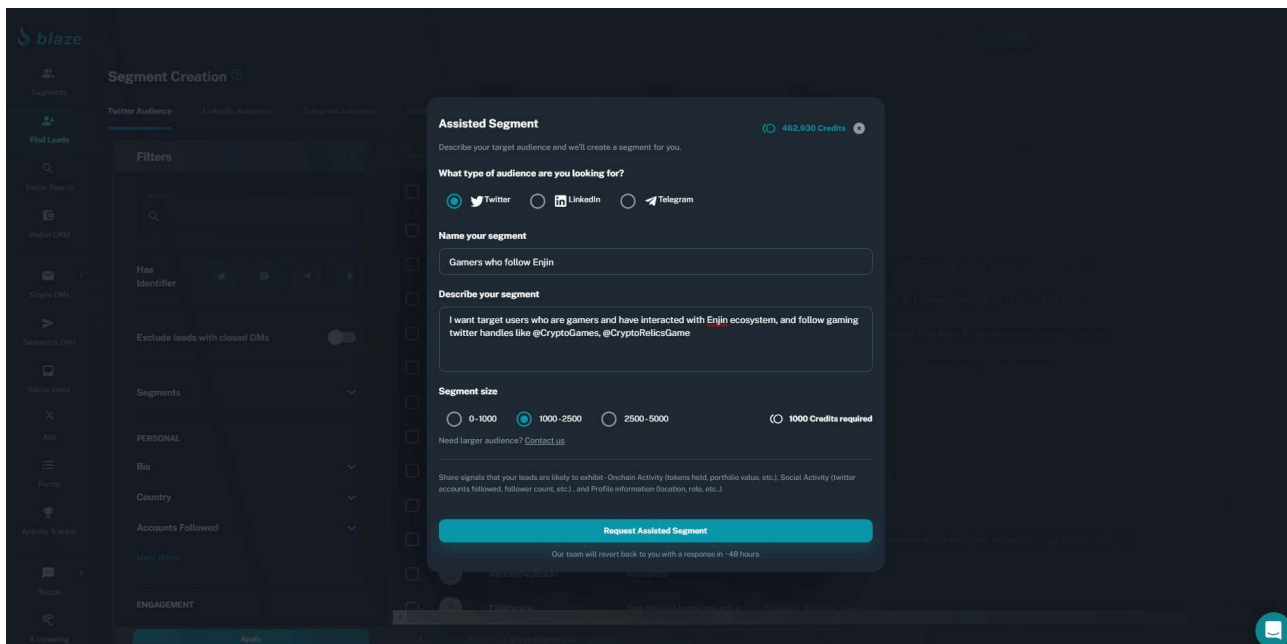 blaze
Segments
Find Leads
Social Search
Wallet CRM
Single DMs
Sequence DMs
Social Inbox
Ads
Forms
Activity Tracker
Social
X Listening
Segment Creation
Twitter Audience
LinkedIn Audience
Telegram Audience
Filters
Has
Identifier
Exclude leads with closed DMs
Segments
PERSONAL
Bio
Country
Accounts Followed
More filters
ENGAGEMENT
Apply
Assisted Segment
462,930 Credits
Describe your target audience and we'll create a segment for you.
What type of audience are you looking for?
Twitter
LinkedIn
Telegram
Name your segment
Gamers who follow Enjin
Describe your segment
I want target users who are gamers and have interacted with Enjin ecosystem, and follow gaming
twitter handles like @CryptoGames, @CryptoRelicsGame
Segment size
0-1000
1000-2500
2500-5000
1000 Credits required
Need larger audience? Contact us
Share signals that your leads are likely to exhibit - Onchain Activity (tokens held, portfolio value, etc.), Social Activity (twitter
accounts followed, follower count, etc.) , and Profile information (location, role, etc..)
Request Assisted Segment
Our team will revert back to you with a response in ~48 hours